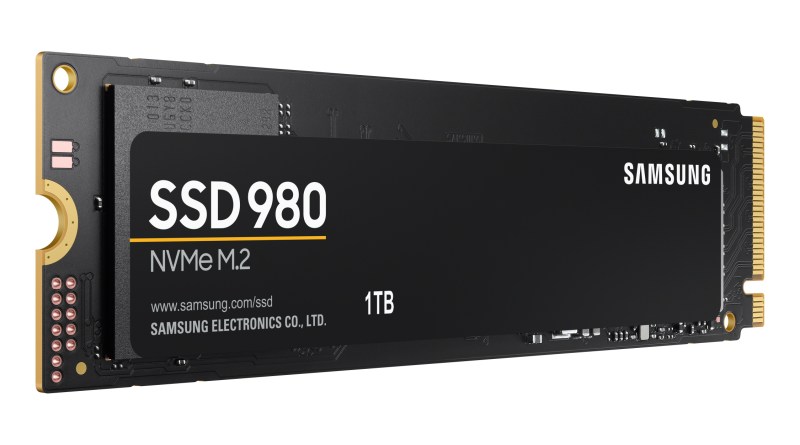 SAMSUNG
SSD 980
NVMe M.2
www.samsung.com/ssd
SAMSUNG ELECTRONICS CO., LTD.
1TB